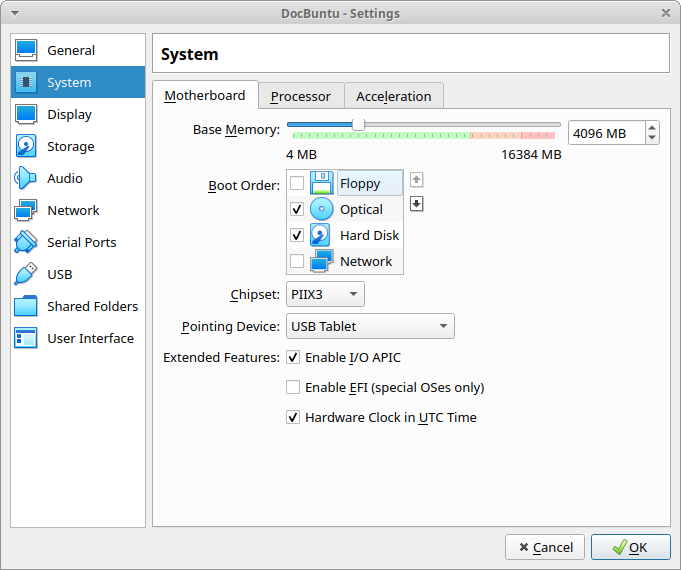 DocBuntu - Settings
General
System
Display
Storage
Audio
Network
Serial Ports
USB
Shared Folders
User Interface
System
Motherboard Processor Acceleration
Base Memory: 4096 MB
4 MB 16384 MB
Boot Order: Floppy
Optical
Hard Disk
Network
Chipset: PIIX3
Pointing Device: USB Tablet
Extended Features: Enable I/O APIC
Enable EFI (special OSes only)
Hardware Clock in UTC Time
Cancel OK